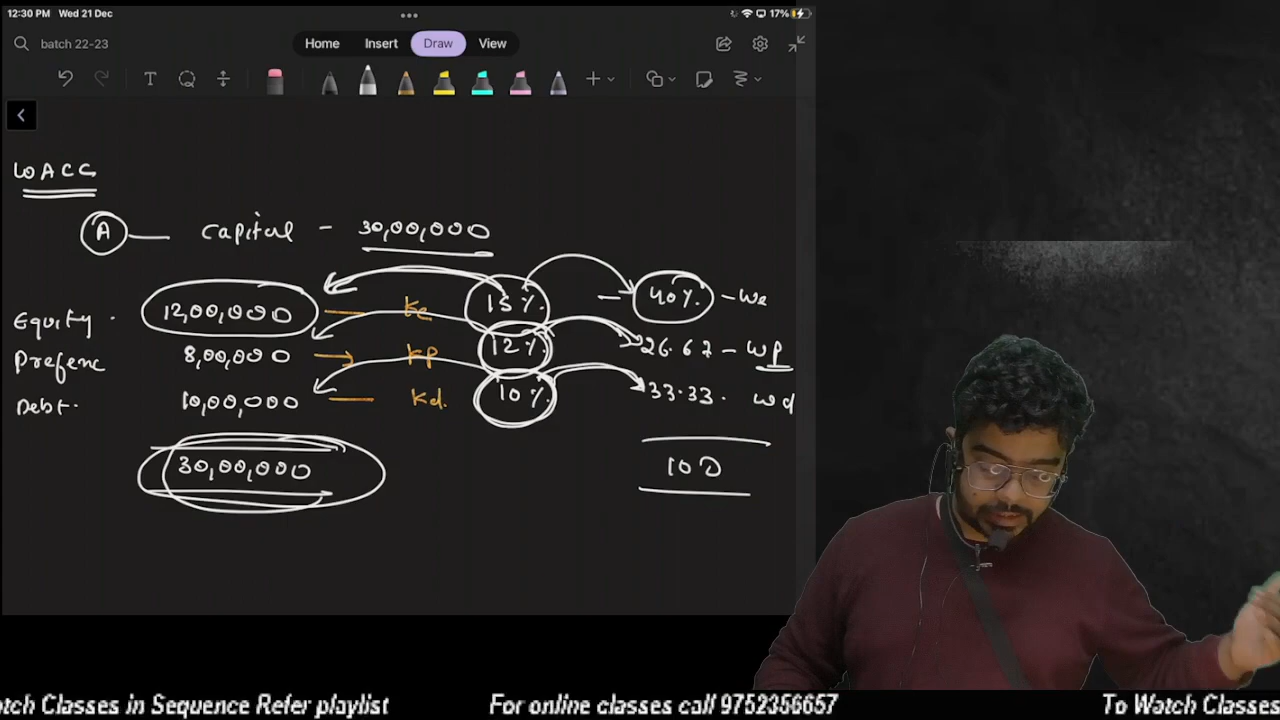 12:30 PM Wed 21 Dec
17%
batch 22-23
Home Insert Draw View
WACC
A — Capital - 30,00,000
Equity. 12,00,000 — Ke 15%. — 40%. - We
Prefenc 8,00,000 → Kp 12%. 26.67 - WP
Debt. 10,00,000 — Kd. 10%. 33.33. Wd
30,00,000 100
tch Classes in Sequence Refer playlist For online classes call 9752356657 To Watch Classes